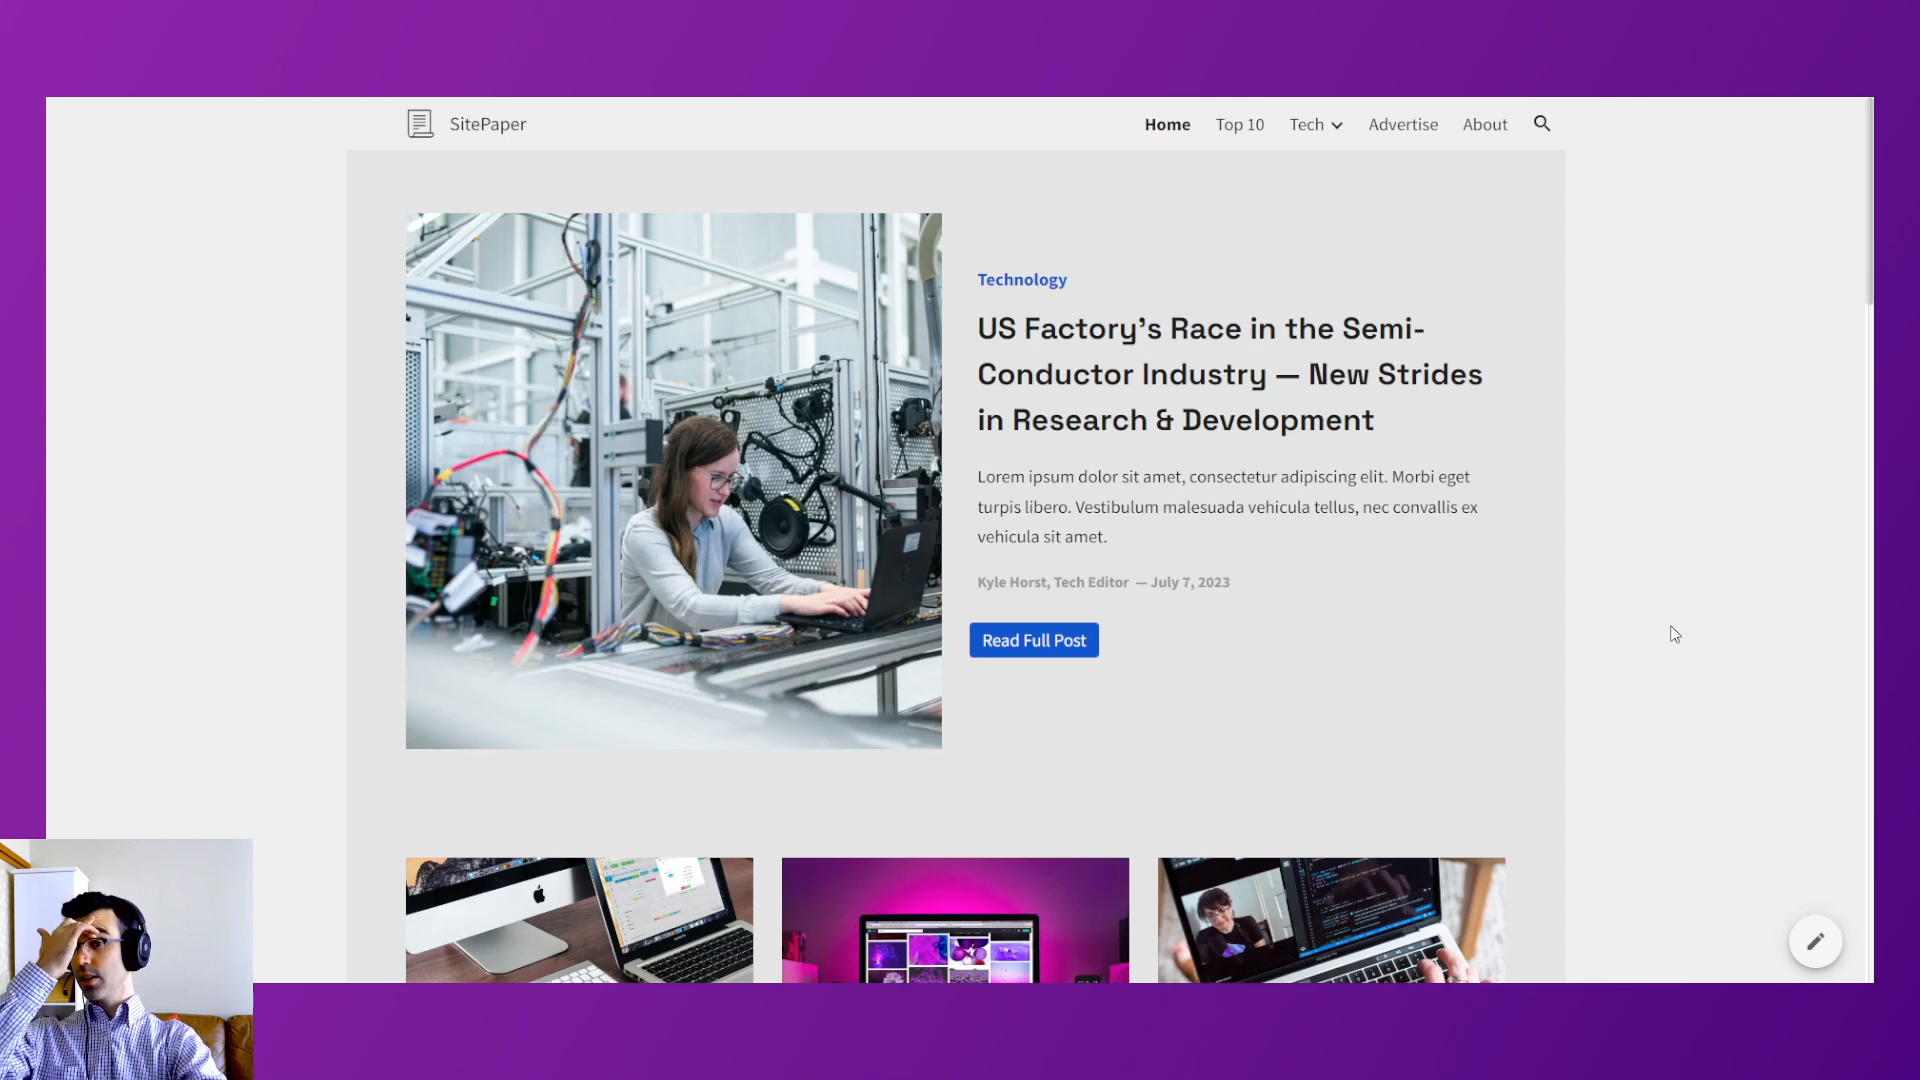 SitePaper
Home Top 10 Tech Advertise About
Technology
US Factory’s Race in the Semi-
Conductor Industry — New Strides
in Research & Development
Lorem ipsum dolor sit amet, consectetur adipiscing elit. Morbi eget
turpis libero. Vestibulum malesuada vehicula tellus, nec convallis ex
vehicula sit amet.
Kyle Horst, Tech Editor — July 7, 2023
Read Full Post